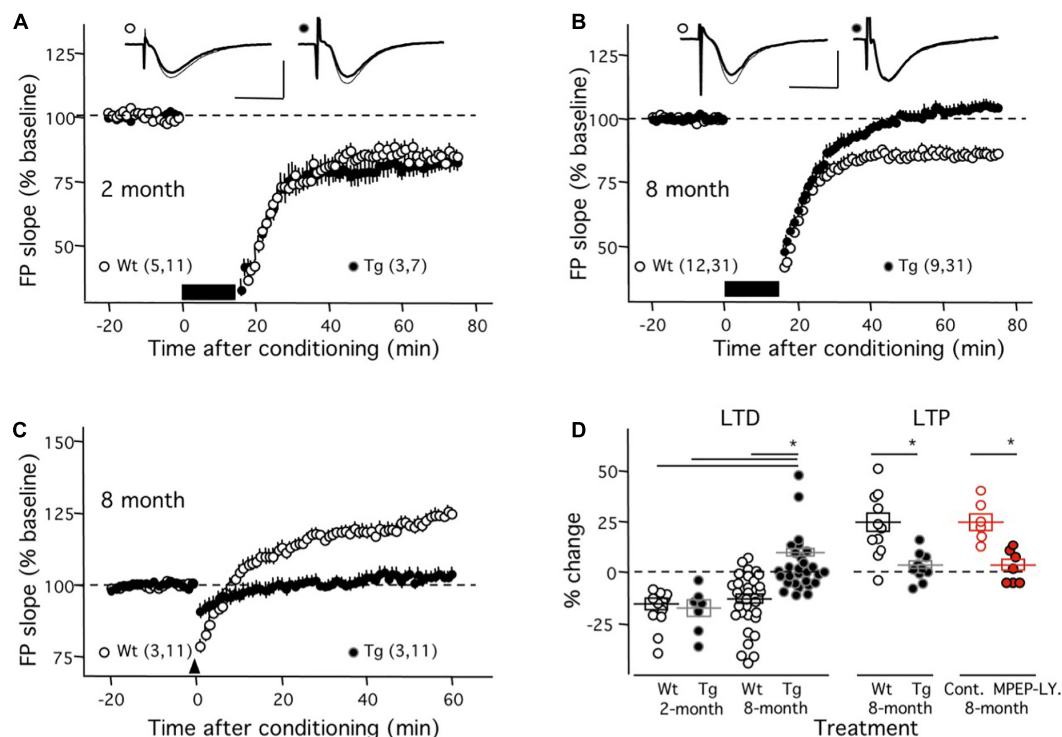 A
FP slope (% baseline)
125
100
75
50
2 month
Wt (5,11)
Tg (3,7)
-20
0
20
40
60
80
Time after conditioning (min)
B
FP slope (% baseline)
125
100
75
50
8 month
Wt (12,31)
Tg (9,31)
-20
0
20
40
60
80
Time after conditioning (min)
C
FP slope (% baseline)
150
125
100
75
8 month
Wt (3,11)
Tg (3,11)
-20
0
20
40
60
Time after conditioning (min)
D
LTD
LTP
*
*
*
% change
50
25
0
-25
Wt Tg Wt Tg
2-month 8-month
Wt Tg
8-month
Cont. MPEP-LY.
8-month
Treatment